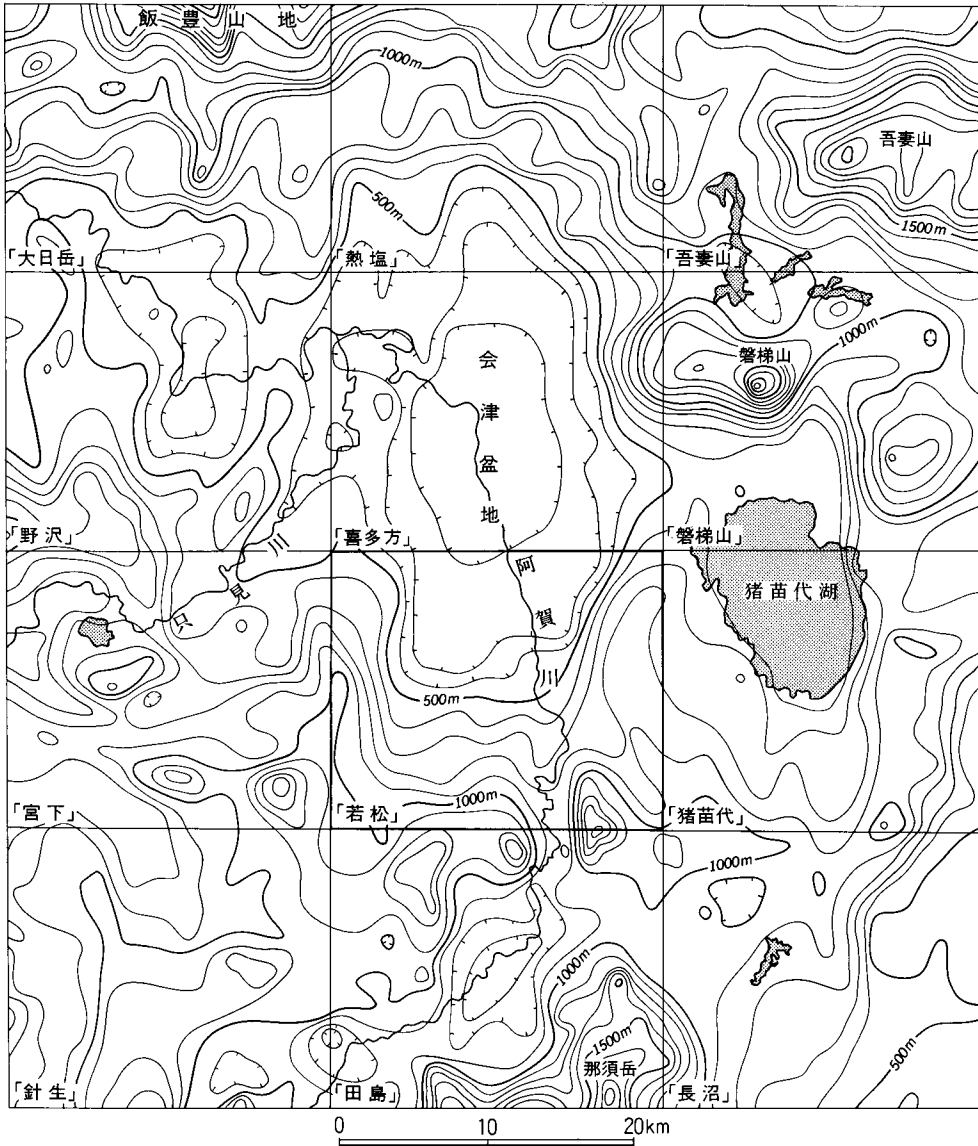 飯豊山地
1000m
吾妻山
500m
1500m
「大日岳」
「熱塩」
「吾妻山」
会津盆地
磐梯山
1000m
「野沢」
「喜多方」
「磐梯山」
只見川
阿賀川
猪苗代湖
500m
「宮下」
「若松」
1000m
「猪苗代」
1000m
1000m
1500m
那須岳
500m
「針生」
「田島」
「長沼」
0 10 20km